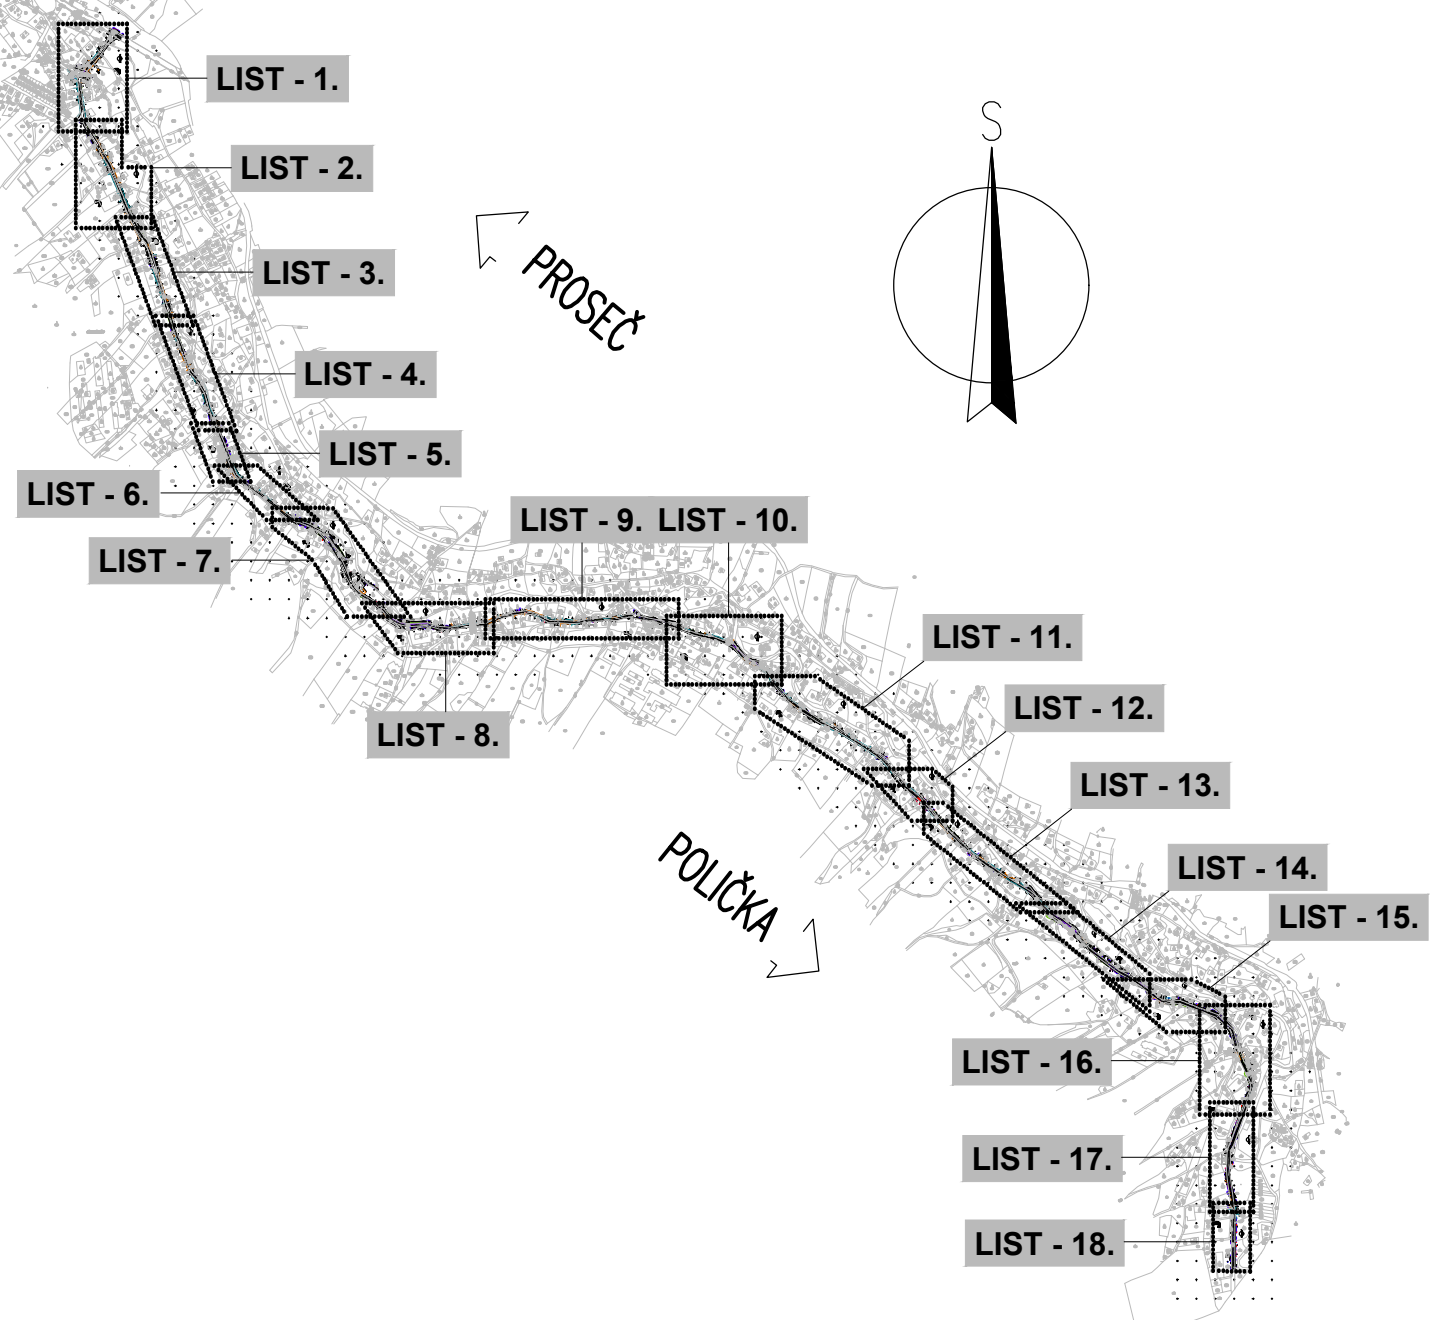 LIST - 1.
S
LIST - 2.
LIST - 3.
PROSEČ
LIST - 4.
LIST - 5.
LIST - 6.
LIST - 9.
LIST - 10.
LIST - 7.
LIST - 11.
LIST - 12.
LIST - 8.
LIST - 13.
POLIČKA
LIST - 14.
LIST - 15.
LIST - 16.
LIST - 17.
LIST - 18.